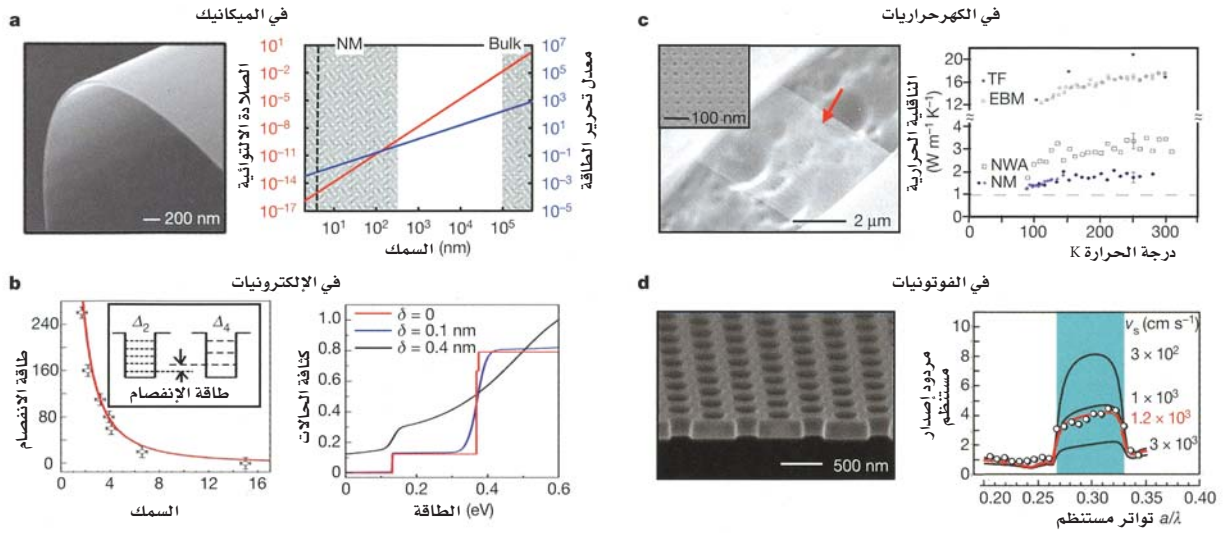 a
في الميكانيك
200 nm
الصلادة الالتوائية
10¹
10⁻²
10⁻⁵
10⁻⁸
10⁻¹¹
10⁻¹⁴
10⁻¹⁷
NM
Bulk
10⁷
10⁵
10³
10¹
10⁻¹
10⁻³
10⁻⁵
معدل تحرير الطاقة
10¹ 10² 10³ 10⁴ 10⁵
السمك (nm)
c
في الكهرحراريات
100 nm
2 μm
الناقلية الحرارية
(W m⁻¹ K⁻¹)
20
16
12
4
3
2
1
0
TF
EBM
NWA
NM
0 100 200 300
درجة الحرارة K
b
في الإلكترونيات
طاقة الانفصام
240
160
80
0
Δ₂ Δ₄
طاقة الإنفصام
0 4 8 12 16
السمك
كثافة الحالات
1.0
0.8
0.6
0.4
0.2
0
δ = 0
δ = 0.1 nm
δ = 0.4 nm
0 0.2 0.4 0.6
الطاقة (eV)
d
في الفوتونيات
500 nm
مردود إصدار
مستنظم
10
8
6
4
2
0
vₛ (cm s⁻¹)
3 × 10²
1 × 10³
1.2 × 10³
3 × 10³
0.20 0.25 0.30 0.35 0.40
تواتر مستنظم a/λ